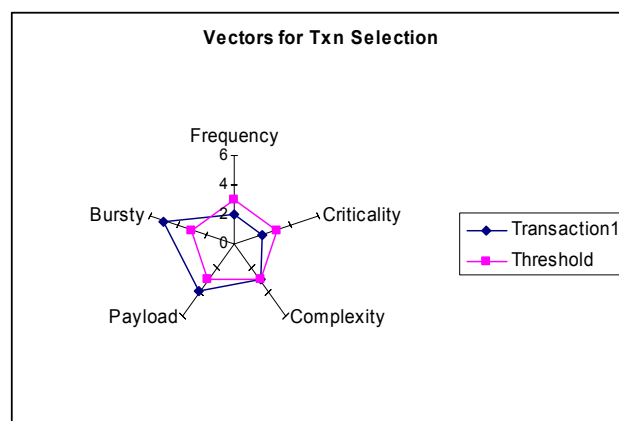 Vectors for Txn Selection
Frequency
6
4
2
0
Criticality
Bursty
Payload
Complexity
Transaction1
Threshold